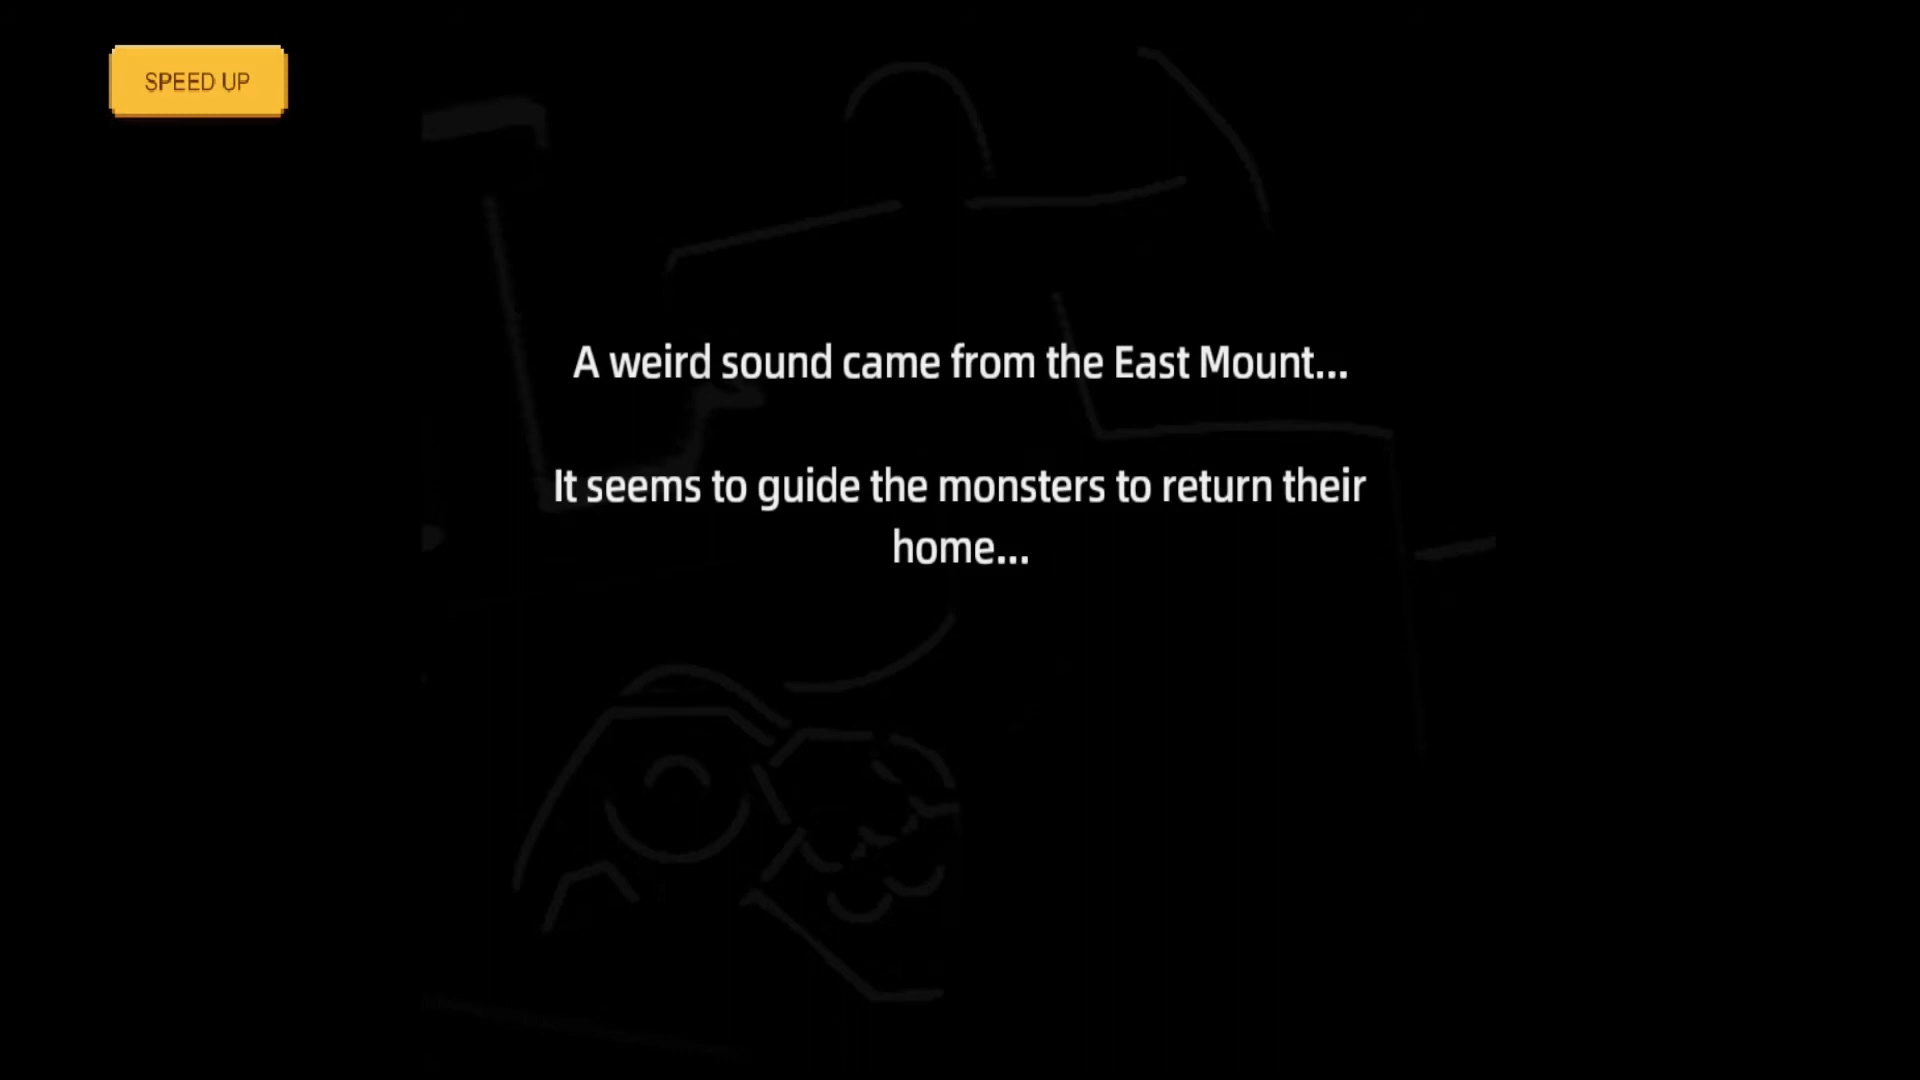 SPEED UP
A weird sound came from the East Mount...
It seems to guide the monsters to return their
home...